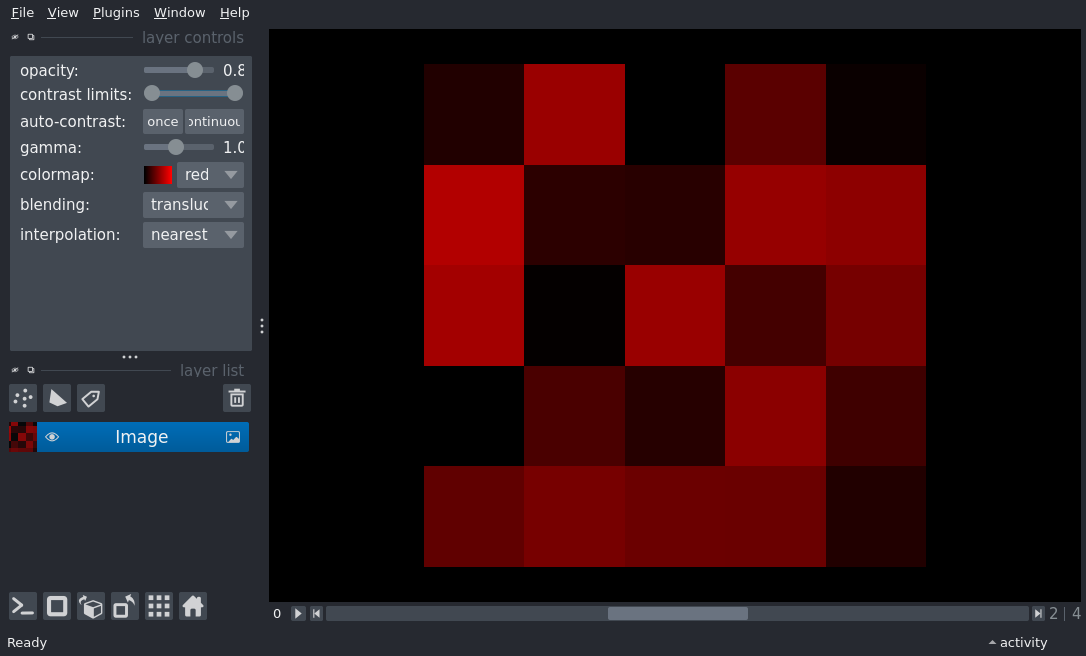 File View Plugins Window Help
layer controls
opacity: 0.8
contrast limits:
auto-contrast: once ontinuou
gamma: 1.0
colormap: red
blending: transluc
interpolation: nearest
layer list
Image
0 2 4
Ready activity